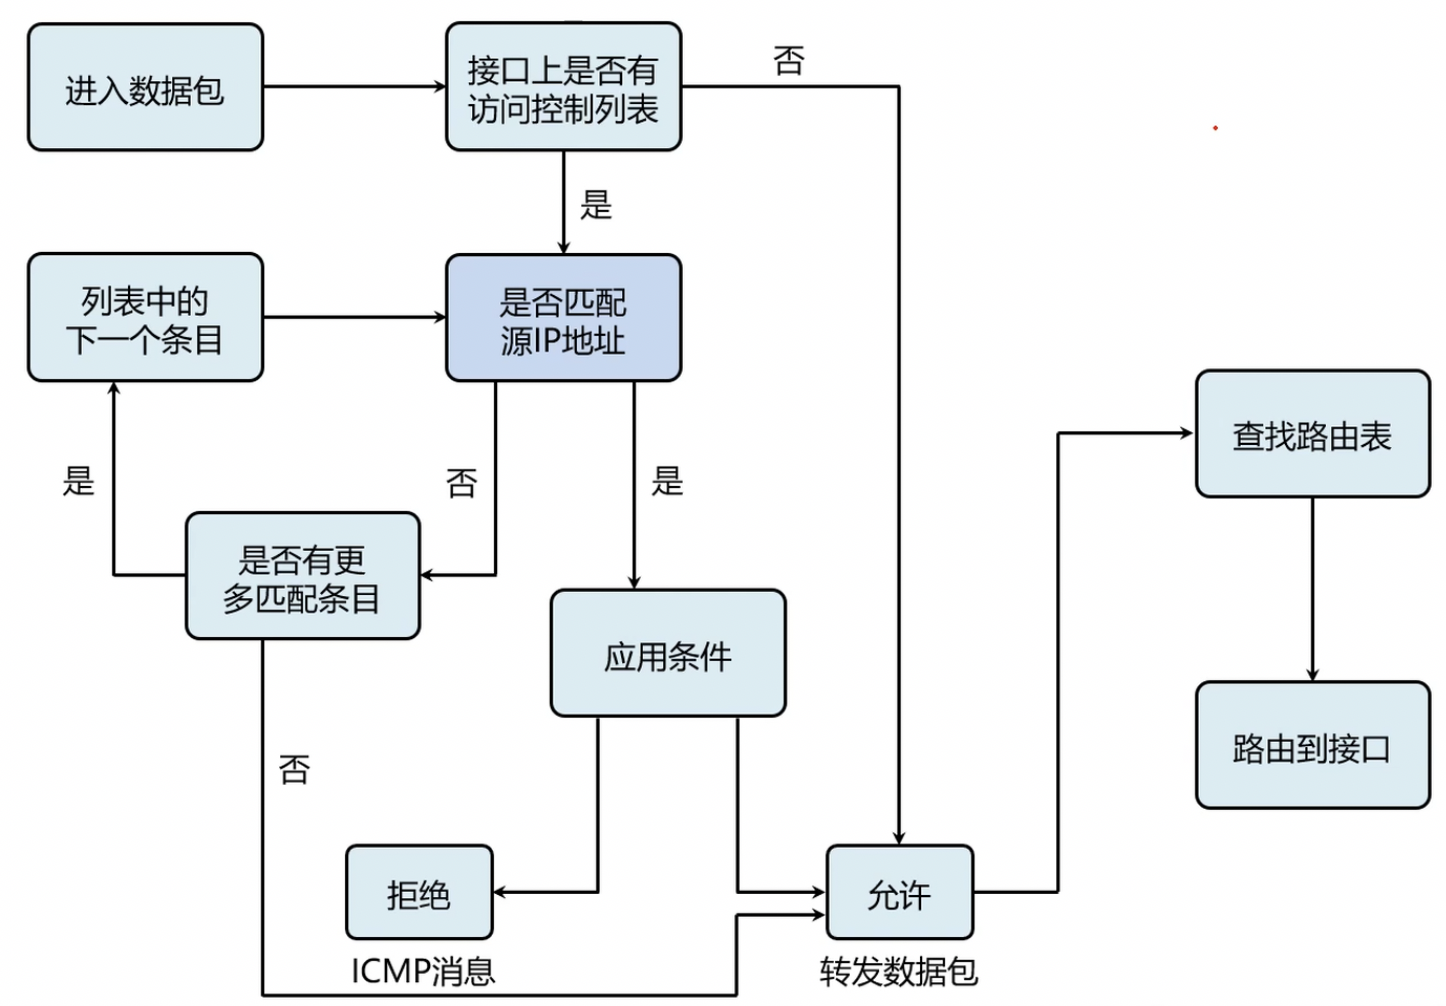 进入数据包
接口上是否有
访问控制列表
否
是
列表中的
下一个条目
是否匹配
源IP地址
查找路由表
是
否
是
是否有更
多匹配条目
应用条件
路由到接口
否
拒绝
允许
ICMP消息
转发数据包